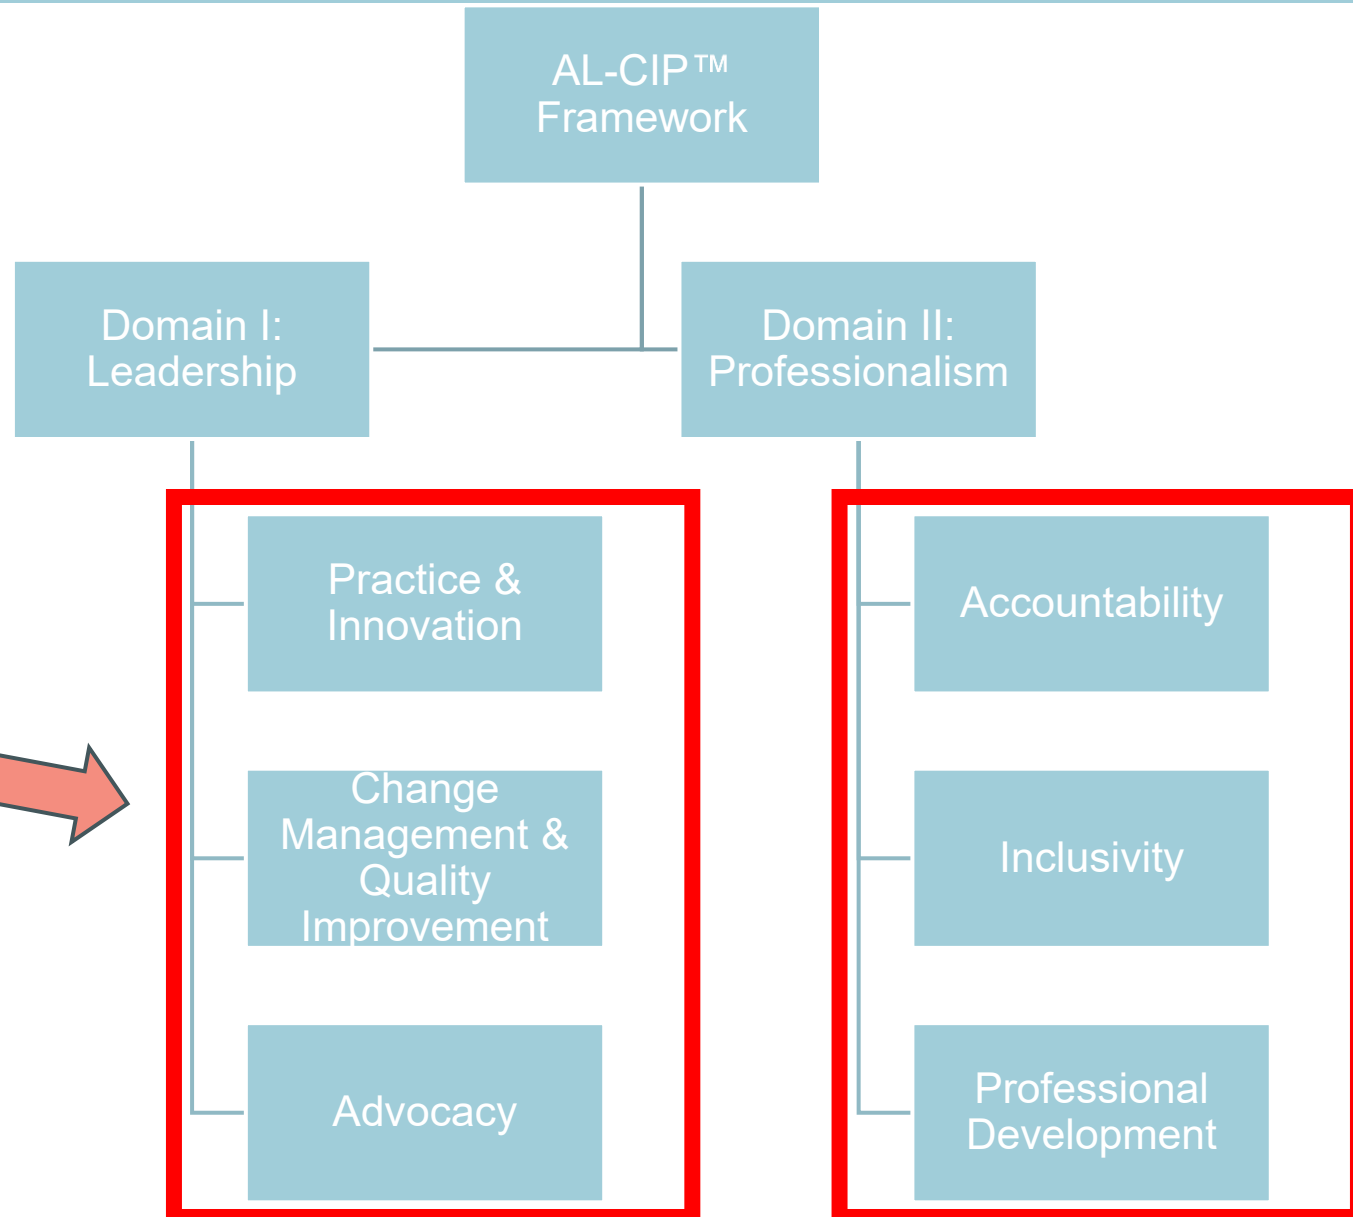 AL-CIP™
Framework
Domain I:
Leadership
Domain II:
Professionalism
Practice &
Innovation
Change
Management &
Quality
Improvement
Advocacy
Accountability
Inclusivity
Professional
Development